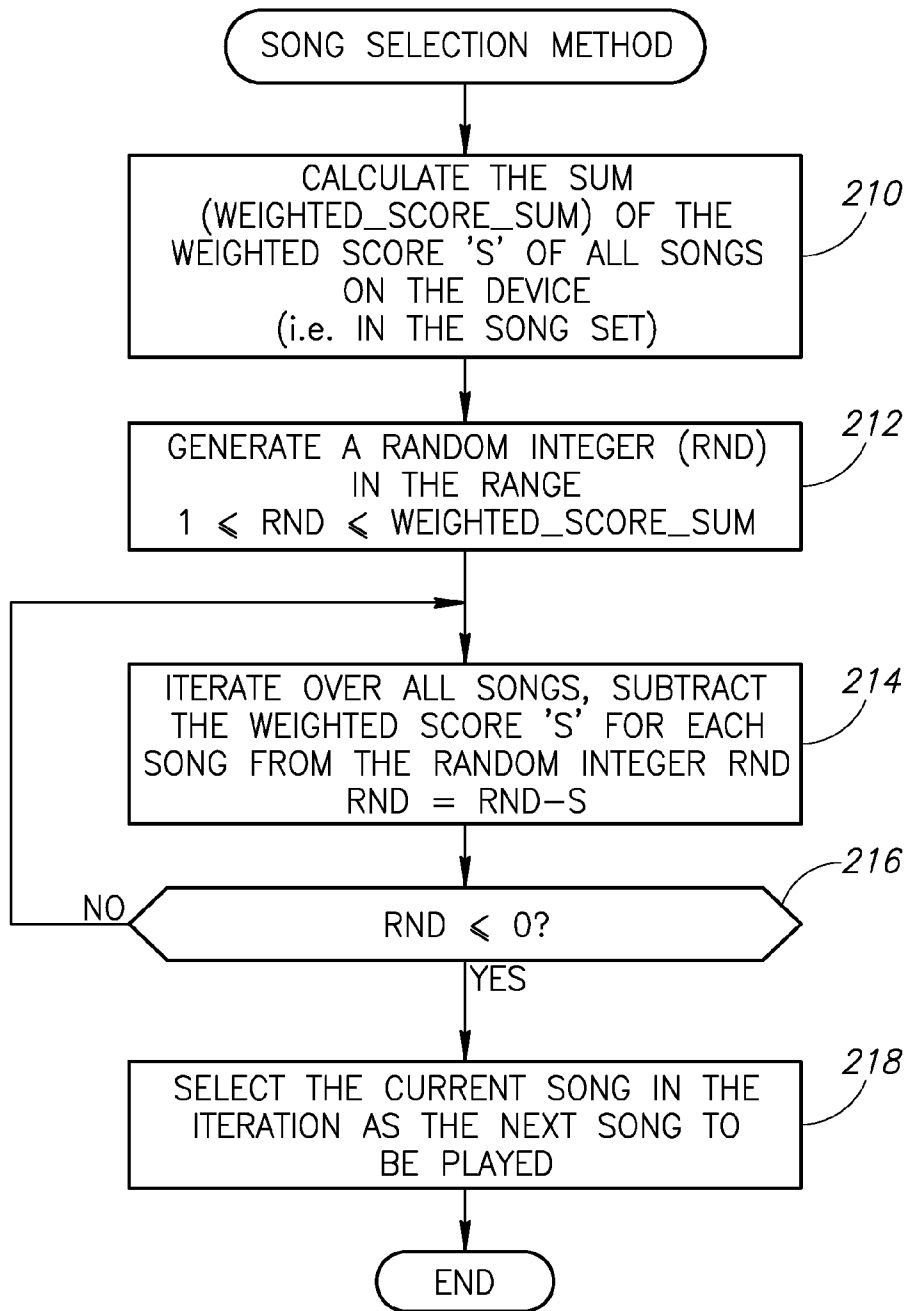 SONG SELECTION METHOD
CALCULATE THE SUM
(WEIGHTED_SCORE_SUM) OF THE
WEIGHTED SCORE 'S' OF ALL SONGS
ON THE DEVICE
(i.e. IN THE SONG SET)
210
GENERATE A RANDOM INTEGER (RND)
IN THE RANGE
1 ⩽ RND ⩽ WEIGHTED_SCORE_SUM
212
ITERATE OVER ALL SONGS, SUBTRACT
THE WEIGHTED SCORE 'S' FOR EACH
SONG FROM THE RANDOM INTEGER RND
RND = RND-S
214
RND ⩽ 0?
216
NO
YES
SELECT THE CURRENT SONG IN THE
ITERATION AS THE NEXT SONG TO
BE PLAYED
218
END